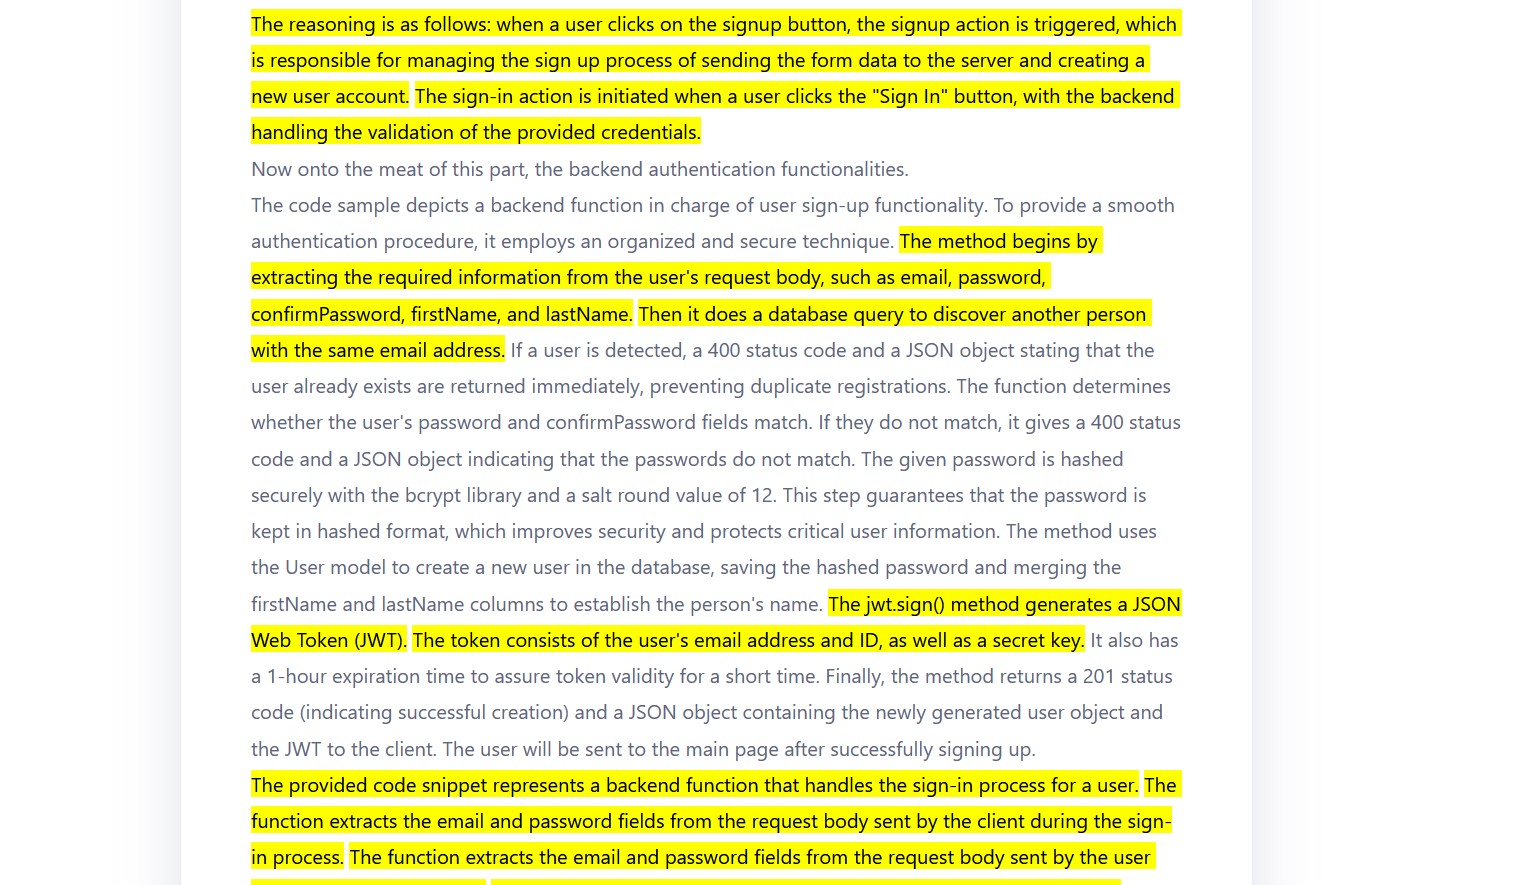 The reasoning is as follows: when a user clicks on the signup button, the signup action is triggered, which
is responsible for managing the sign up process of sending the form data to the server and creating a
new user account. The sign-in action is initiated when a user clicks the "Sign In" button, with the backend
handling the validation of the provided credentials.
Now onto the meat of this part, the backend authentication functionalities.
The code sample depicts a backend function in charge of user sign-up functionality. To provide a smooth
authentication procedure, it employs an organized and secure technique. The method begins by
extracting the required information from the user's request body, such as email, password,
confirmPassword, firstName, and lastName. Then it does a database query to discover another person
with the same email address. If a user is detected, a 400 status code and a JSON object stating that the
user already exists are returned immediately, preventing duplicate registrations. The function determines
whether the user's password and confirmPassword fields match. If they do not match, it gives a 400 status
code and a JSON object indicating that the passwords do not match. The given password is hashed
securely with the bcrypt library and a salt round value of 12. This step guarantees that the password is
kept in hashed format, which improves security and protects critical user information. The method uses
the User model to create a new user in the database, saving the hashed password and merging the
firstName and lastName columns to establish the person's name. The jwt.sign() method generates a JSON
Web Token (JWT). The token consists of the user's email address and ID, as well as a secret key. It also has
a 1-hour expiration time to assure token validity for a short time. Finally, the method returns a 201 status
code (indicating successful creation) and a JSON object containing the newly generated user object and
the JWT to the client. The user will be sent to the main page after successfully signing up.
The provided code snippet represents a backend function that handles the sign-in process for a user. The
function extracts the email and password fields from the request body sent by the client during the sign-
in process. The function extracts the email and password fields from the request body sent by the user